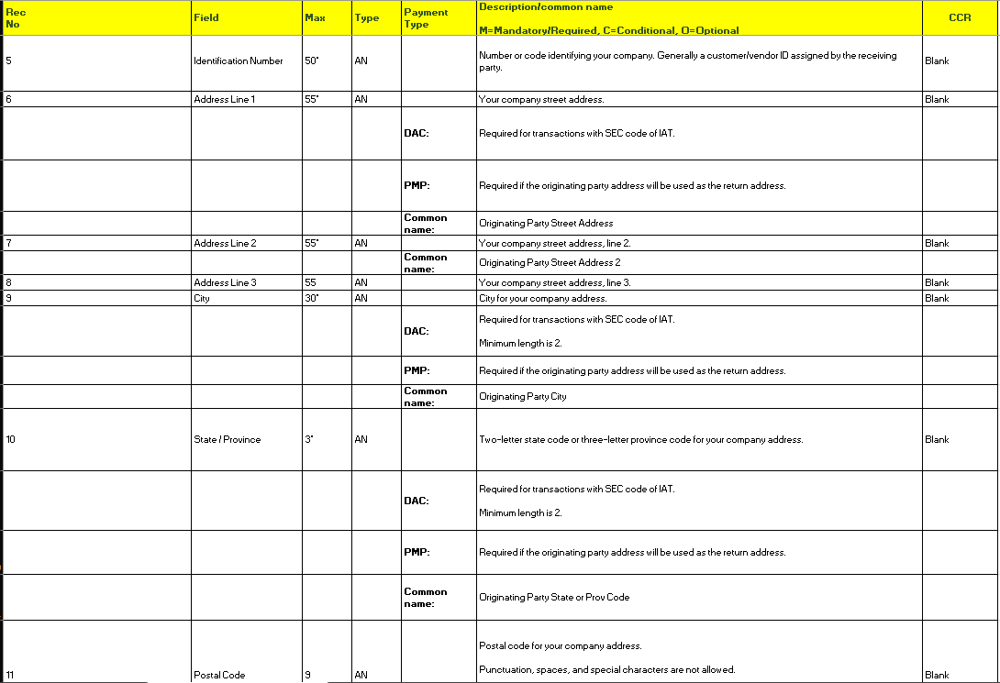 Rec No Field Max Type Payment Type Description/common name
M=Mandatory/Required, C=Conditional, O=Optional CCR
5 Identification Number 50* AN Number or code identifying your company. Generally a customer/vendor ID assigned by the receiving
party. Blank
6 Address Line 1 55* AN Your company street address. Blank
DAC: Required for transactions with SEC code of IAT.
PMP: Required if the originating party address will be used as the return address.
Common name: Originating Party Street Address
7 Address Line 2 55* AN Your company street address, line 2. Blank
Common name: Originating Party Street Address 2
8 Address Line 3 55 AN Your company street address, line 3. Blank
9 City 30* AN City for your company address. Blank
DAC: Required for transactions with SEC code of IAT.
Minimum length is 2.
PMP: Required if the originating party address will be used as the return address.
Common name: Originating Party City
10 State / Province 3* AN Two-letter state code or three-letter province code for your company address. Blank
DAC: Required for transactions with SEC code of IAT.
Minimum length is 2.
PMP: Required if the originating party address will be used as the return address.
Common name: Originating Party State or Prov Code
Postal code for your company address.
Punctuation, spaces, and special characters are not allowed.
11 Postal Code 9 AN Blank